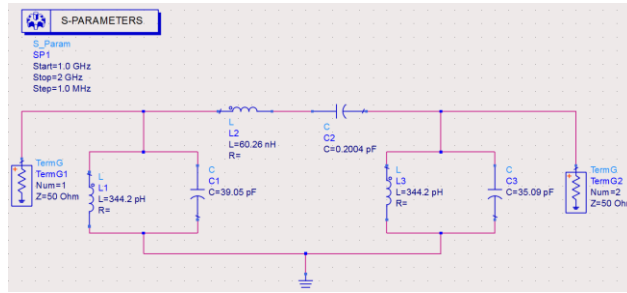 S-PARAMETERS
S_Param
SP1
Start=1.0 GHz
Stop=2 GHz
Step=1.0 MHz
L
L2
L=60.26 nH
R=
C
C2
C=0.2004 pF
TermG
TermG1
Num=1
Z=50 Ohm
L
L1
L=344.2 pH
R=
C
C1
C=39.05 pF
L
L3
L=344.2 pH
R=
C
C3
C=35.09 pF
TermG
TermG2
Num=2
Z=50 Oh